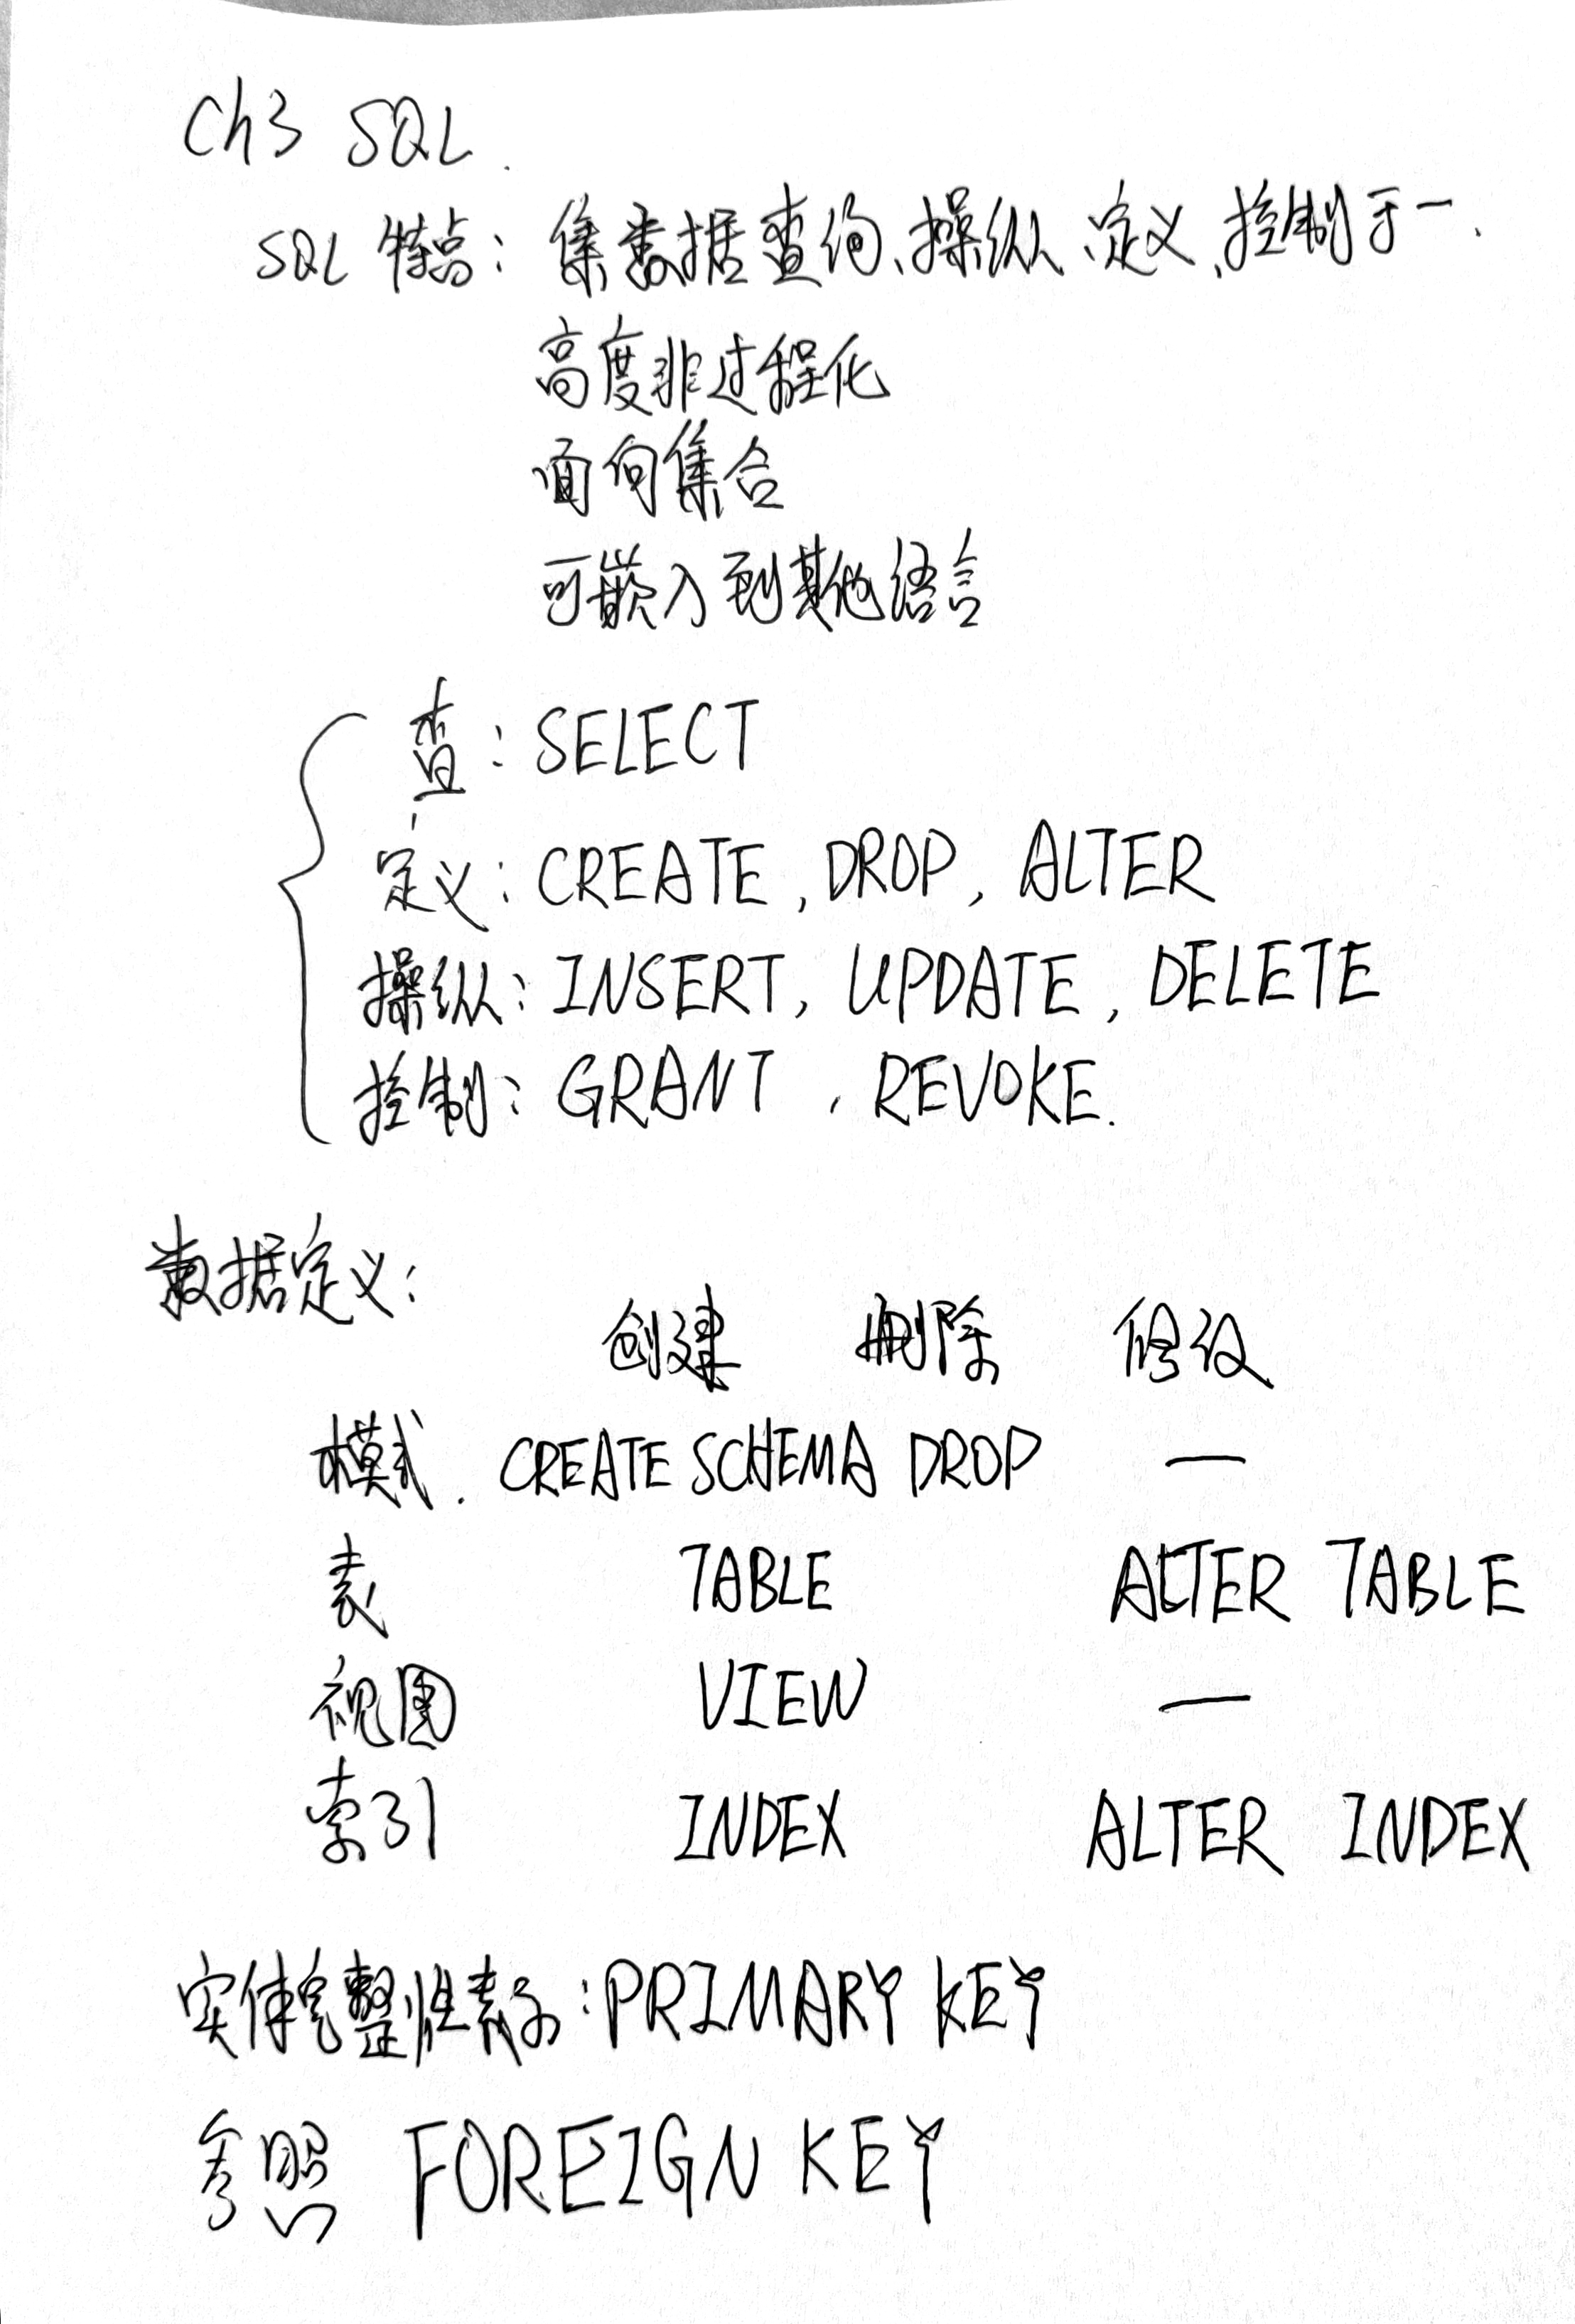 Ch3 SQL.
SQL 特点：集数据查询、操纵、定义、控制于一.
高度非过程化
面向集合
可嵌入到其他语言
查：SELECT
定义：CREATE, DROP, ALTER
操纵：INSERT, UPDATE, DELETE
控制：GRANT, REVOKE.
数据定义：
创建 删除 修改
模式. CREATE SCHEMA DROP —
表 TABLE ALTER TABLE
视图 VIEW —
索引 INDEX ALTER INDEX
实体完整性表示：PRIMARY KEY
参照 FOREIGN KEY